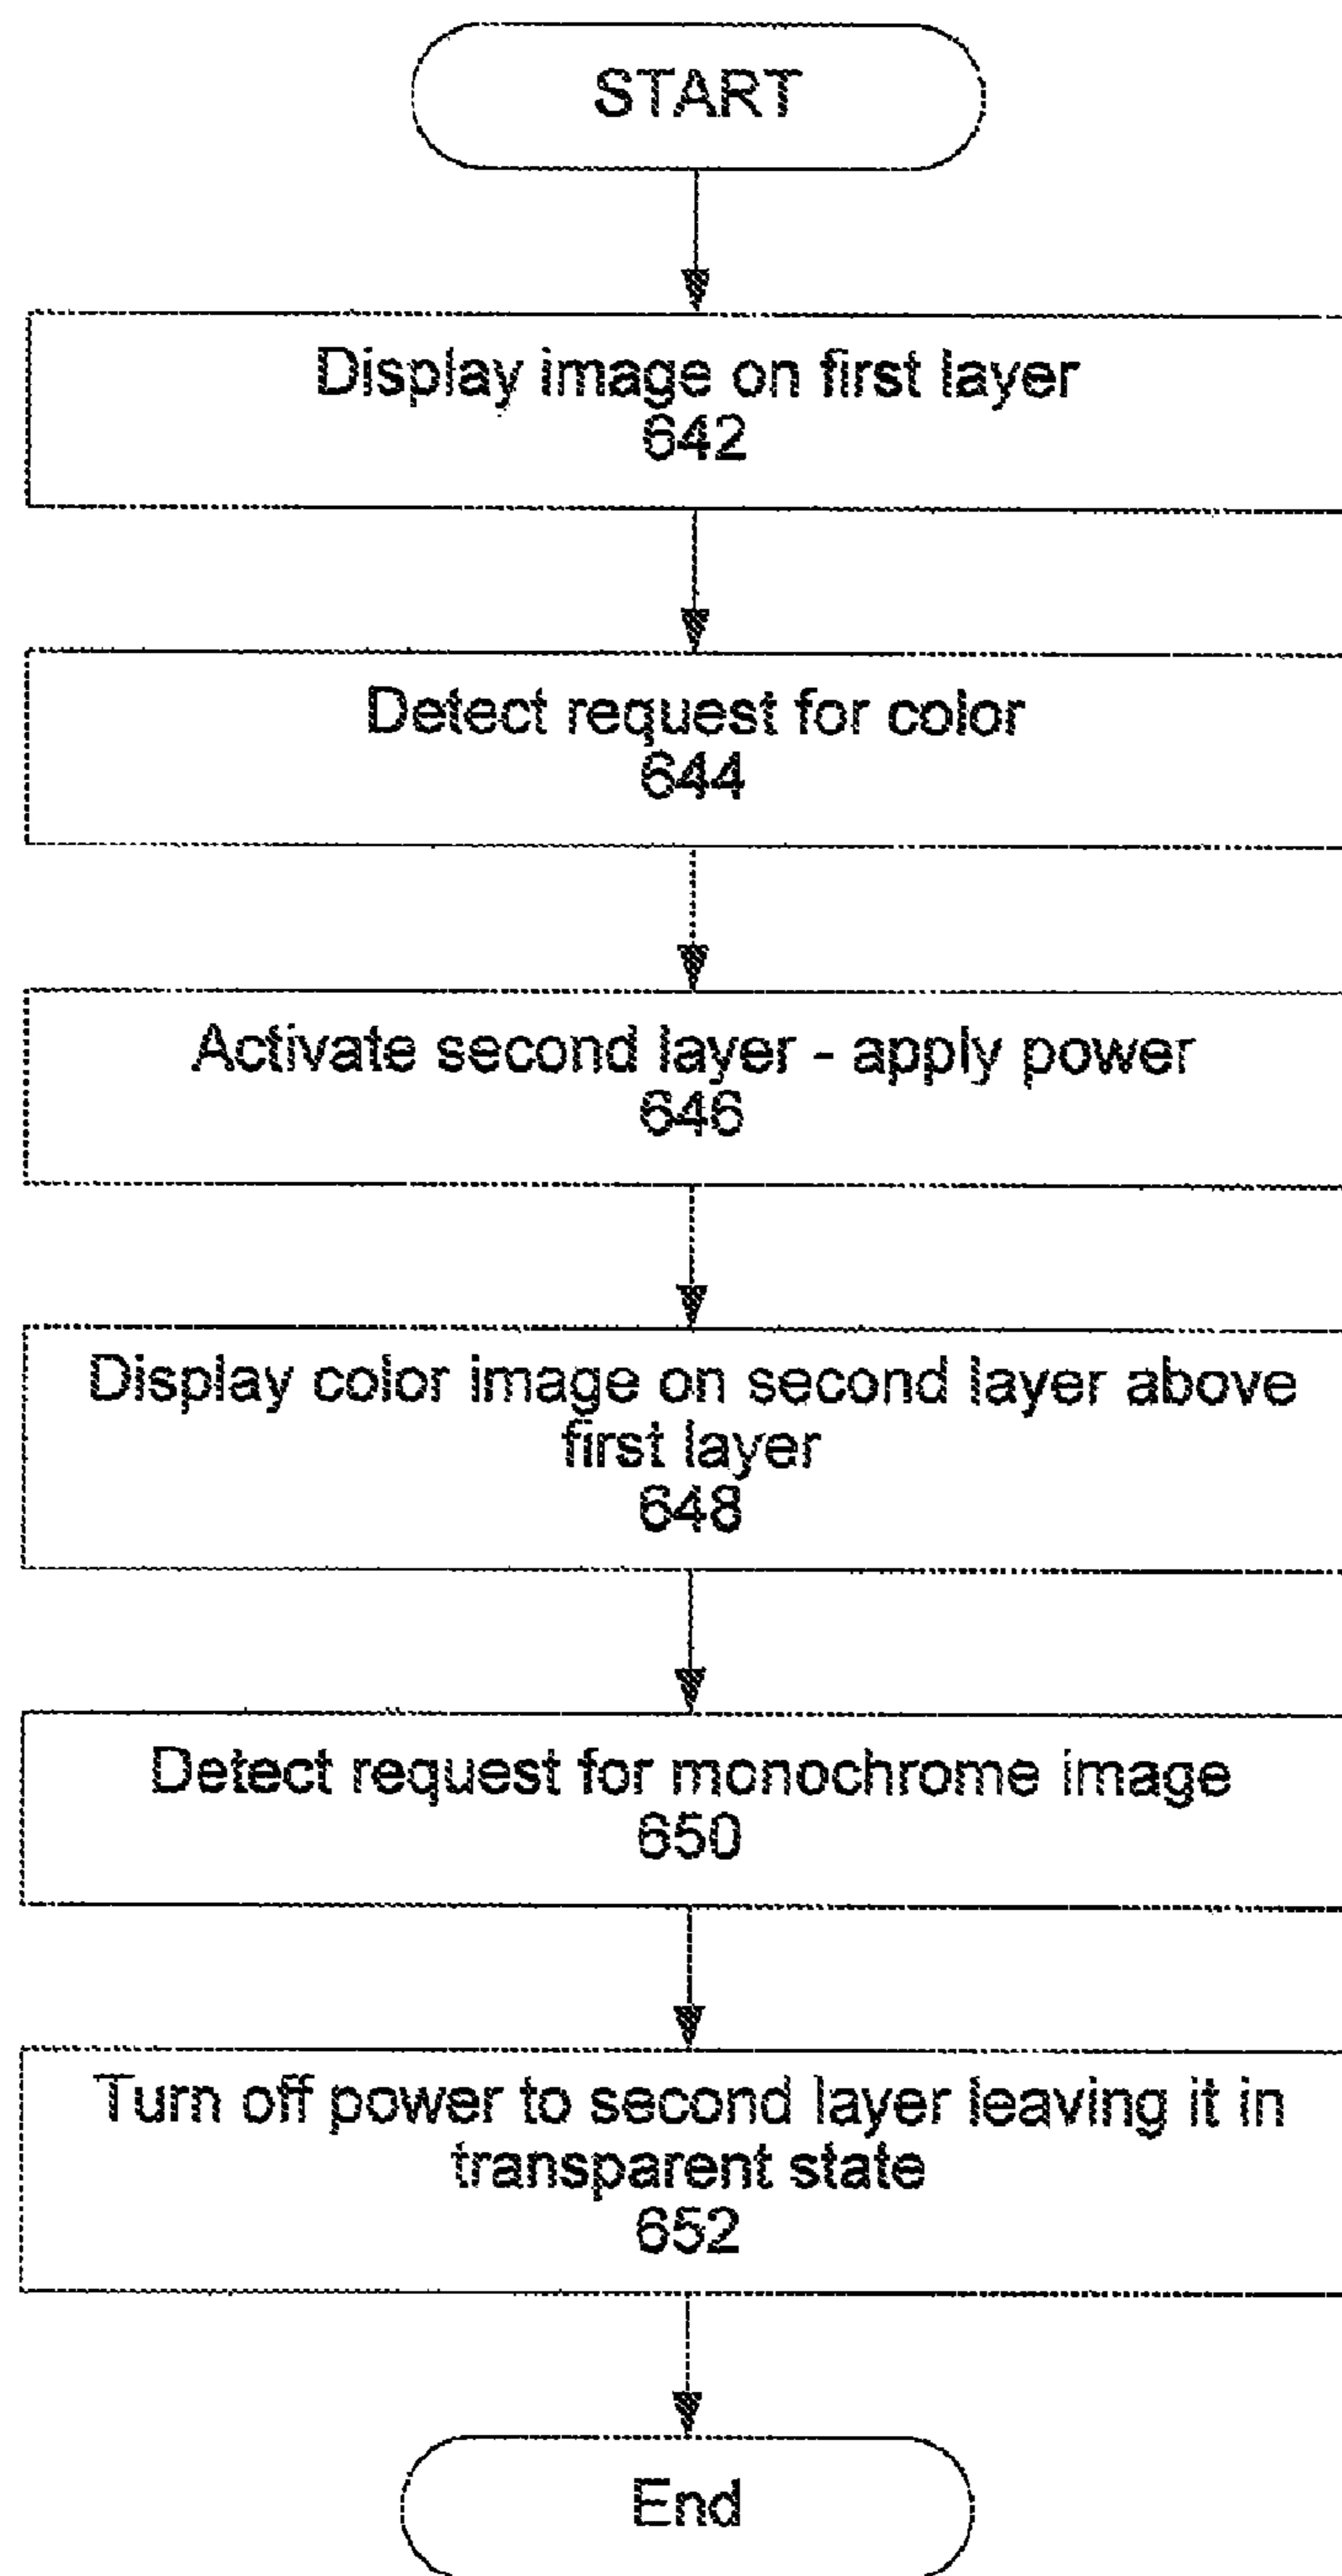 START
Display image on first layer
642
Detect request for color
644
Activate second layer - apply power
646
Display color image on second layer above
first layer
648
Detect request for monochrome image
650
Turn off power to second layer leaving it in
transparent state
652
End